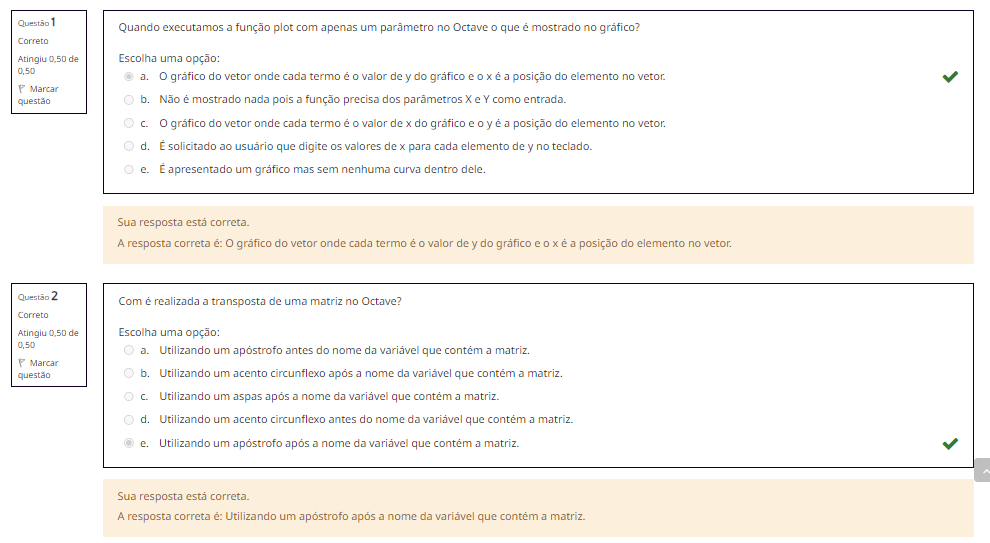 Questão 1
Correto
Atingiu 0,50 de
0,50
Marcar
questão
Quando executamos a função plot com apenas um parâmetro no Octave o que é mostrado no gráfico?
Escolha uma opção:
a. O gráfico do vetor onde cada termo é o valor de y do gráfico e o x é a posição do elemento no vetor.
b. Não é mostrado nada pois a função precisa dos parâmetros X e Y como entrada.
c. O gráfico do vetor onde cada termo é o valor de x do gráfico e o y é a posição do elemento no vetor.
d. É solicitado ao usuário que digite os valores de x para cada elemento de y no teclado.
e. É apresentado um gráfico mas sem nenhuma curva dentro dele.
Sua resposta está correta.
A resposta correta é: O gráfico do vetor onde cada termo é o valor de y do gráfico e o x é a posição do elemento no vetor.
Questão 2
Correto
Atingiu 0,50 de
0,50
Marcar
questão
Com é realizada a transposta de uma matriz no Octave?
Escolha uma opção:
a. Utilizando um apóstrofo antes do nome da variável que contém a matriz.
b. Utilizando um acento circunflexo após a nome da variável que contém a matriz.
c. Utilizando um aspas após a nome da variável que contém a matriz.
d. Utilizando um acento circunflexo antes do nome da variável que contém a matriz.
e. Utilizando um apóstrofo após a nome da variável que contém a matriz.
Sua resposta está correta.
A resposta correta é: Utilizando um apóstrofo após a nome da variável que contém a matriz.